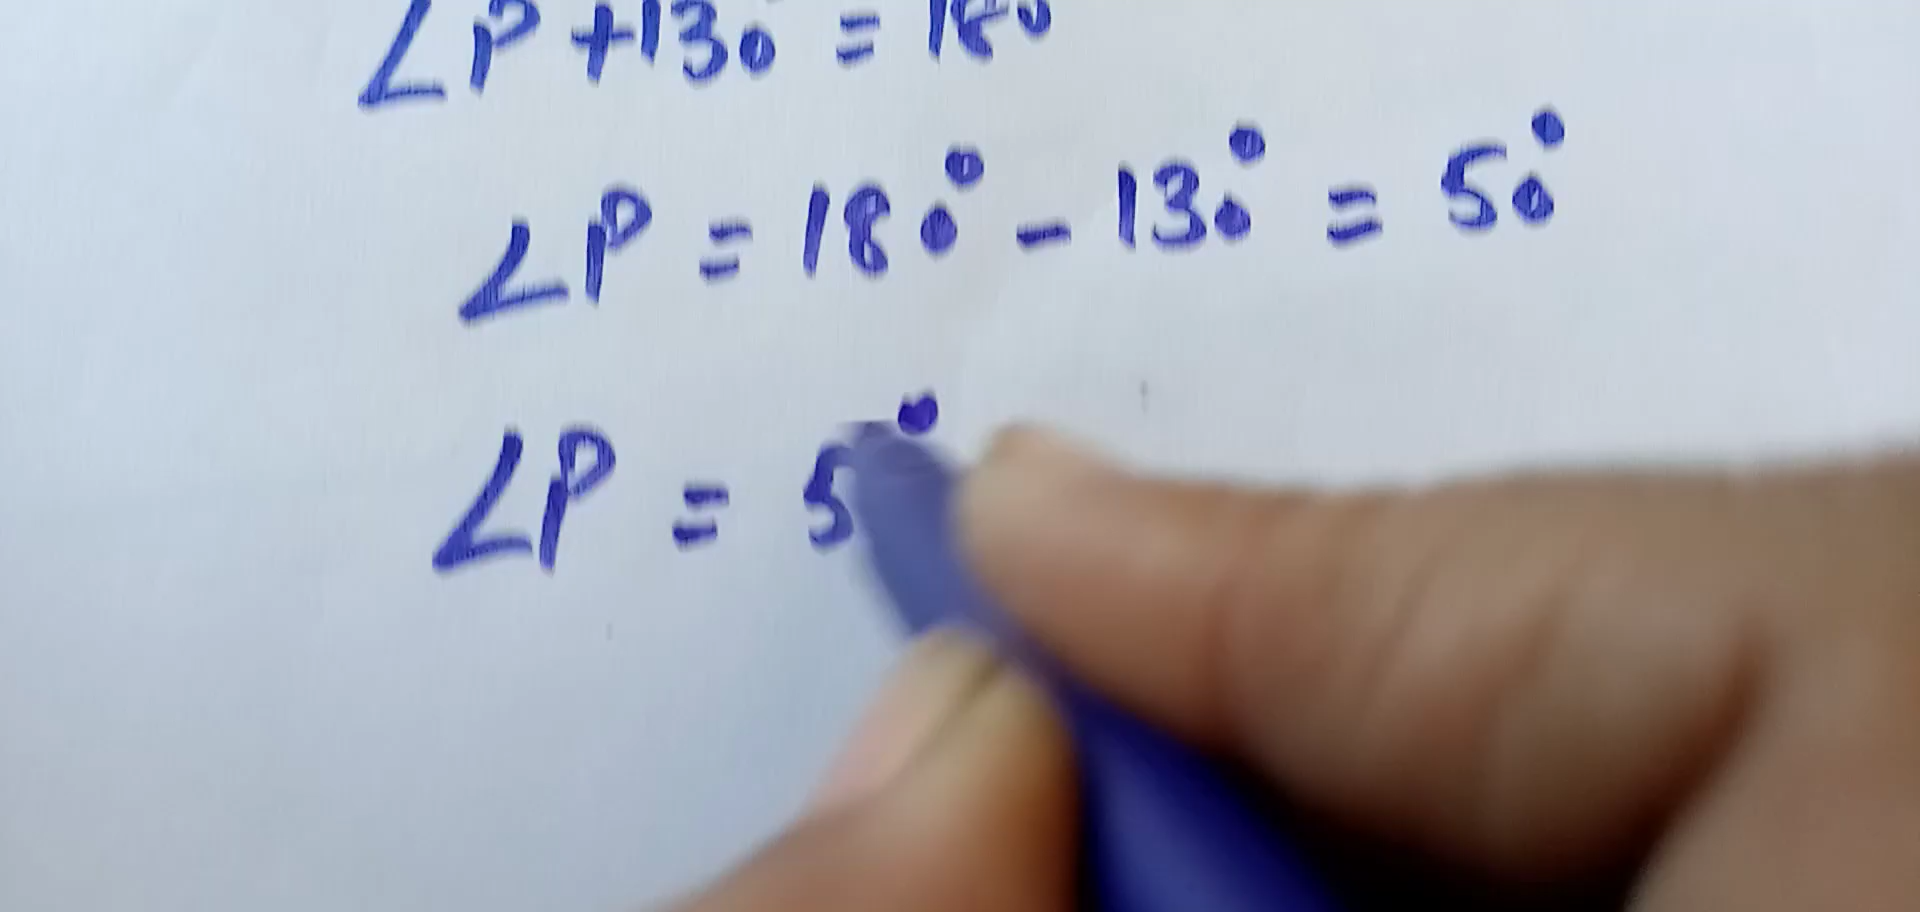 ∠P + 130° = 180
∠P = 180° - 130° = 50°
∠P = 5°